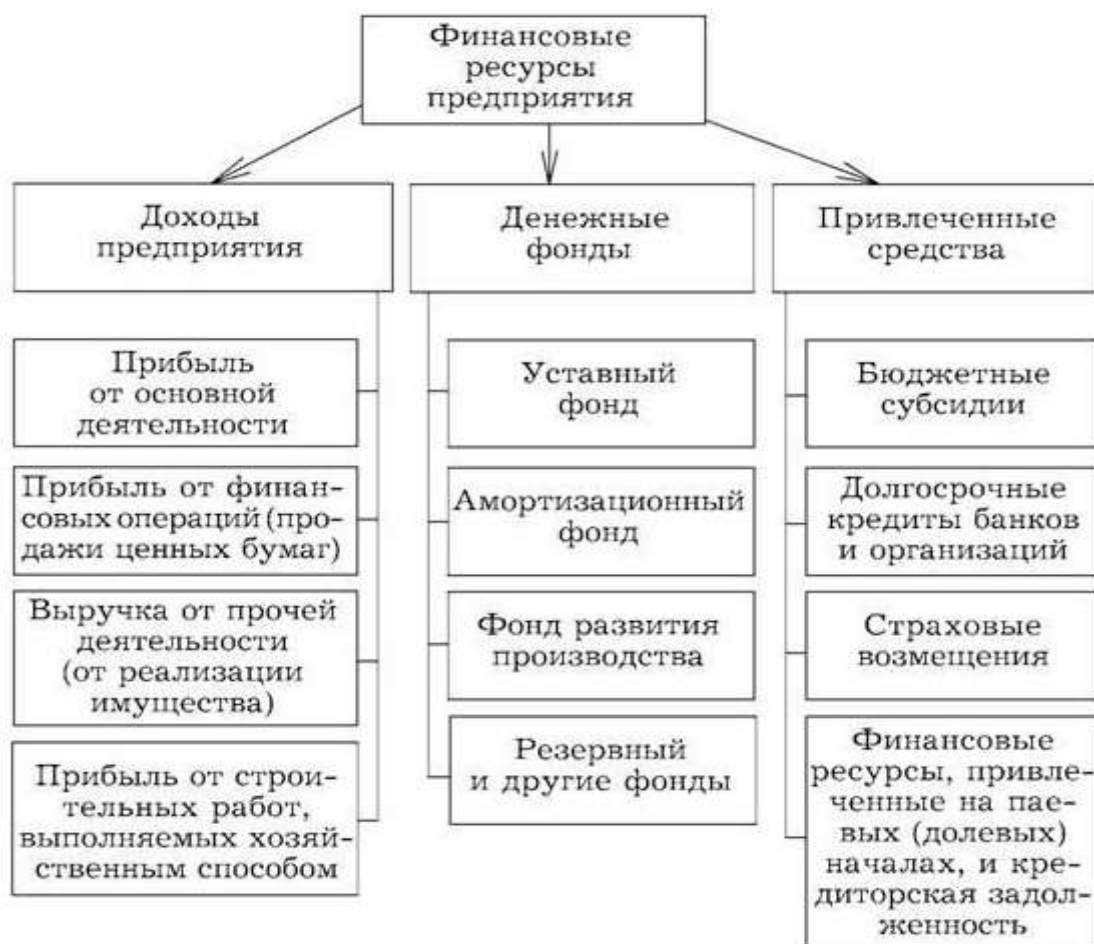 Финансовые
ресурсы
предприятия
Доходы
предприятия
Денежные
фонды
Привлеченные
средства
Прибыль
от основной
деятельности
Уставный
фонд
Бюджетные
субсидии
Прибыль от финан-
совых операций (про-
дажи ценных бумаг)
Амортизационный
фонд
Долгосрочные
кредиты банков
и организаций
Выручка от прочей
деятельности
(от реализации
имущества)
Фонд развития
производства
Страховые
возмещения
Прибыль от строи-
тельных работ,
выполняемых хозяй-
ственным способом
Резервный
и другие фонды
Финансовые
ресурсы, привле-
ченные на пае-
вых (долевых)
началах, и кре-
диторская задол-
женность